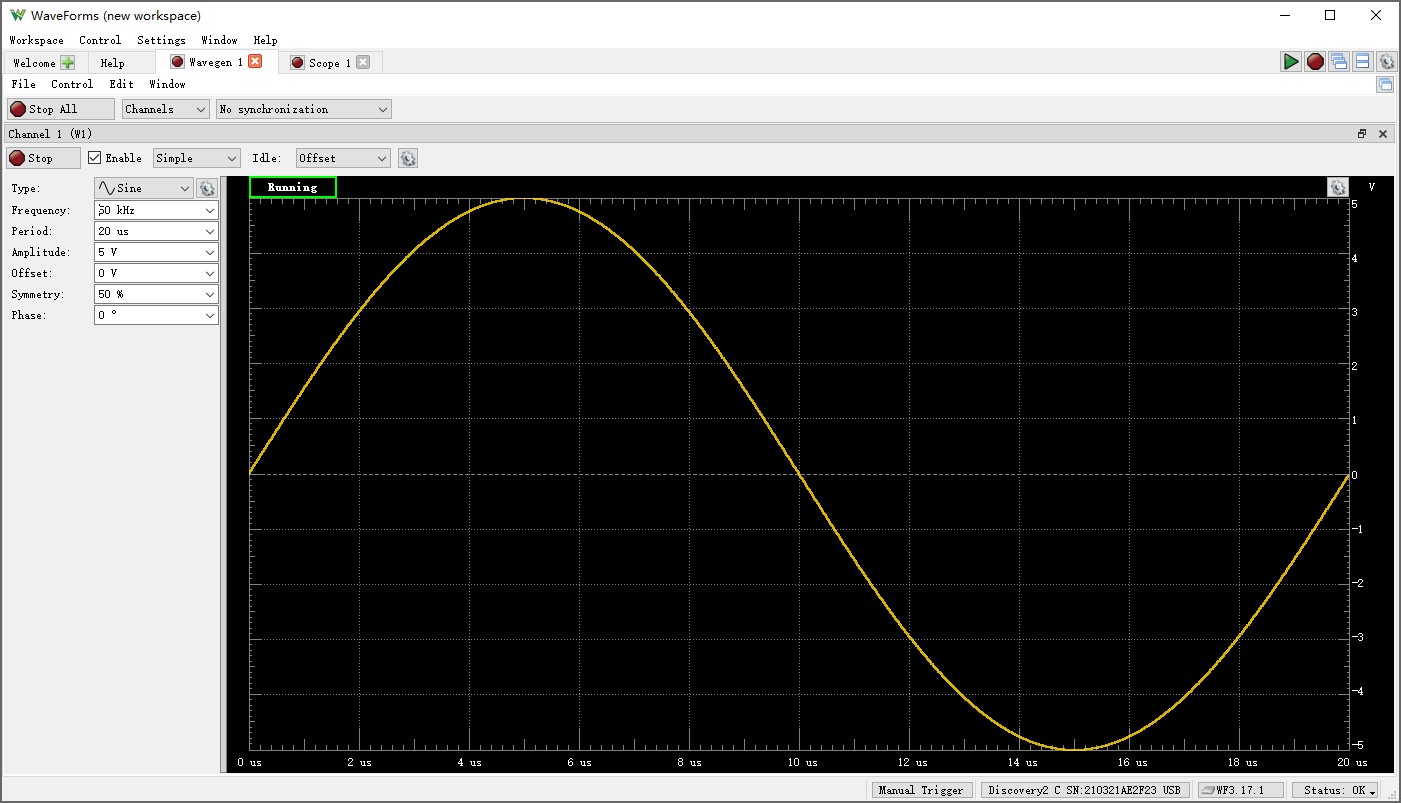 WaveForms (new workspace)
Workspace Control Settings Window Help
Welcome Help Wavegen 1 Scope 1
File Control Edit Window
Stop All Channels No synchronization
Channel 1 (W1)
Stop Enable Simple Idle: Offset
Type: Sine
Frequency: 50 kHz
Period: 20 us
Amplitude: 5 V
Offset: 0 V
Symmetry: 50 %
Phase: 0 °
Running
V
5
4
3
2
1
0
-1
-2
-3
-4
-5
0 us 2 us 4 us 6 us 8 us 10 us 12 us 14 us 16 us 18 us 20 us
Manual Trigger Discovery2 C SN:210321AE2F23 USB WF3.17.1 Status: OK